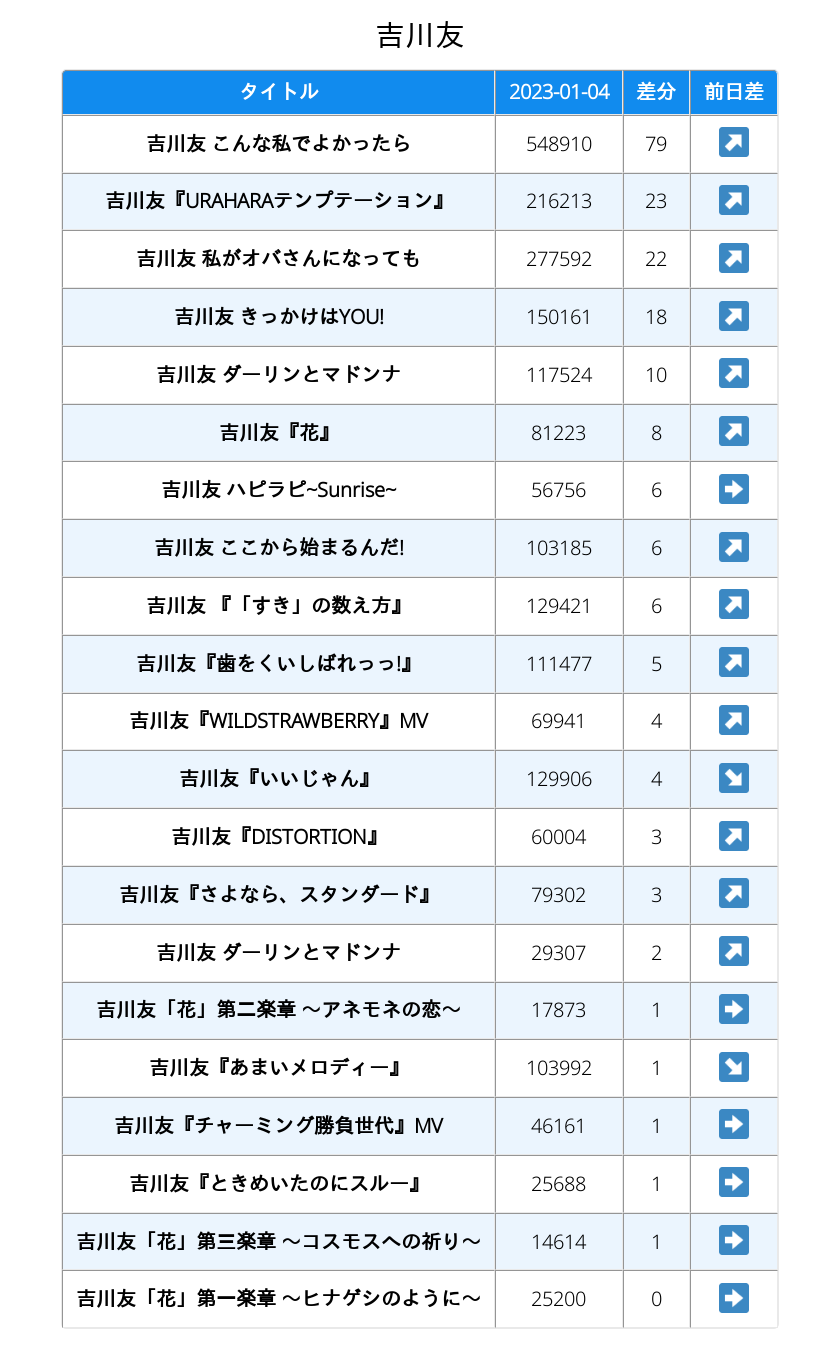 吉川友
タイトル 2023-01-04 差分 前日差
吉川友 こんな私でよかったら 548910 79 ↗
吉川友『URAHARAテンプテーション』 216213 23 ↗
吉川友 私がオバさんになっても 277592 22 ↗
吉川友 きっかけはYOU! 150161 18 ↗
吉川友 ダーリンとマドンナ 117524 10 ↗
吉川友『花』 81223 8 ↗
吉川友 ハピラピ~Sunrise~ 56756 6 ➡
吉川友 ここから始まるんだ! 103185 6 ↗
吉川友 『「すき」の数え方』 129421 6 ↗
吉川友『歯をくいしばれっっ!』 111477 5 ↗
吉川友『WILDSTRAWBERRY』MV 69941 4 ↗
吉川友『いいじゃん』 129906 4 ↘
吉川友『DISTORTION』 60004 3 ↗
吉川友『さよなら、スタンダード』 79302 3 ↗
吉川友 ダーリンとマドンナ 29307 2 ↗
吉川友「花」第二楽章 〜アネモネの恋〜 17873 1 ➡
吉川友『あまいメロディー』 103992 1 ↘
吉川友『チャーミング勝負世代』MV 46161 1 ➡
吉川友『ときめいたのにスルー』 25688 1 ➡
吉川友「花」第三楽章 〜コスモスへの祈り〜 14614 1 ➡
吉川友「花」第一楽章 〜ヒナゲシのように〜 25200 0 ➡